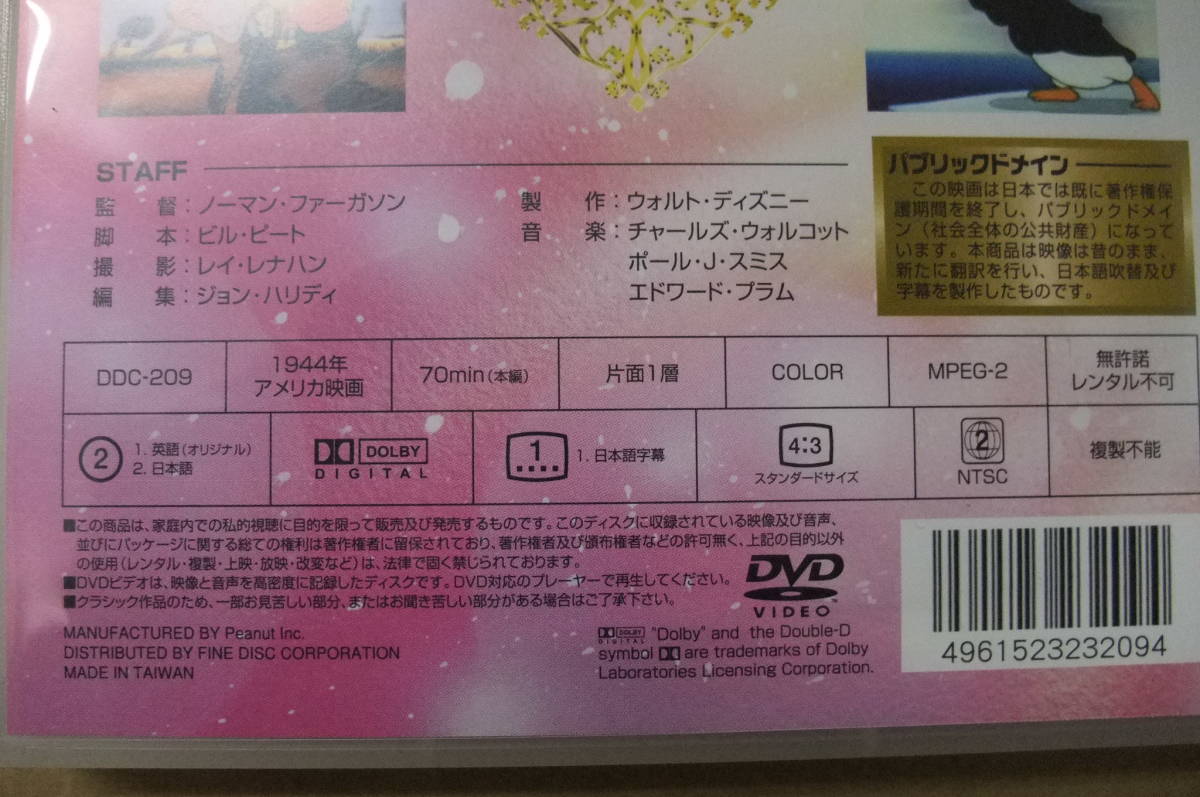 STAFF
監　督：ノーマン・ファーガソン
脚　本：ビル・ピート
撮　影：レイ・レナハン
編　集：ジョン・ハリディ
製　作：ウォルト・ディズニー
音　楽：チャールズ・ウォルコット
ポール・J・スミス
エドワード・プラム
パブリックドメイン
この映画は日本では既に著作権保
護期間を終了し、パブリックドメイ
ン（社会全体の公共財産）になって
います。本商品は映像は昔のまま、
新たに翻訳を行い、日本語吹替及び
字幕を製作したものです。
DDC-209
1944年
アメリカ映画
70min（本編）
片面1層
COLOR
MPEG-2
無許諾
レンタル不可
2
1. 英語（オリジナル）
2. 日本語
DOLBY
DIGITAL
1
1. 日本語字幕
4:3
スタンダードサイズ
2
NTSC
複製不能
■この商品は、家庭内での私的視聴に目的を限って販売及び発売するものです。このディスクに収録されている映像及び音声、
並びにパッケージに関する総ての権利は著作権者に留保されており、著作権者及び頒布権者などの許可無く、上記の目的以外
の使用（レンタル・複製・上映・放映・改変など）は、法律で固く禁じられております。
■DVDビデオは、映像と音声を高密度に記録したディスクです。DVD対応のプレーヤーで再生してください。
■クラシック作品のため、一部お見苦しい部分、またはお聞き苦しい部分がある場合はご了承下さい。
MANUFACTURED BY Peanut Inc.
DISTRIBUTED BY FINE DISC CORPORATION
MADE IN TAIWAN
DVD
VIDEO™
DOLBY
DIGITAL
"Dolby" and the Double-D
symbol are trademarks of Dolby
Laboratories Licensing Corporation.
4961523232094